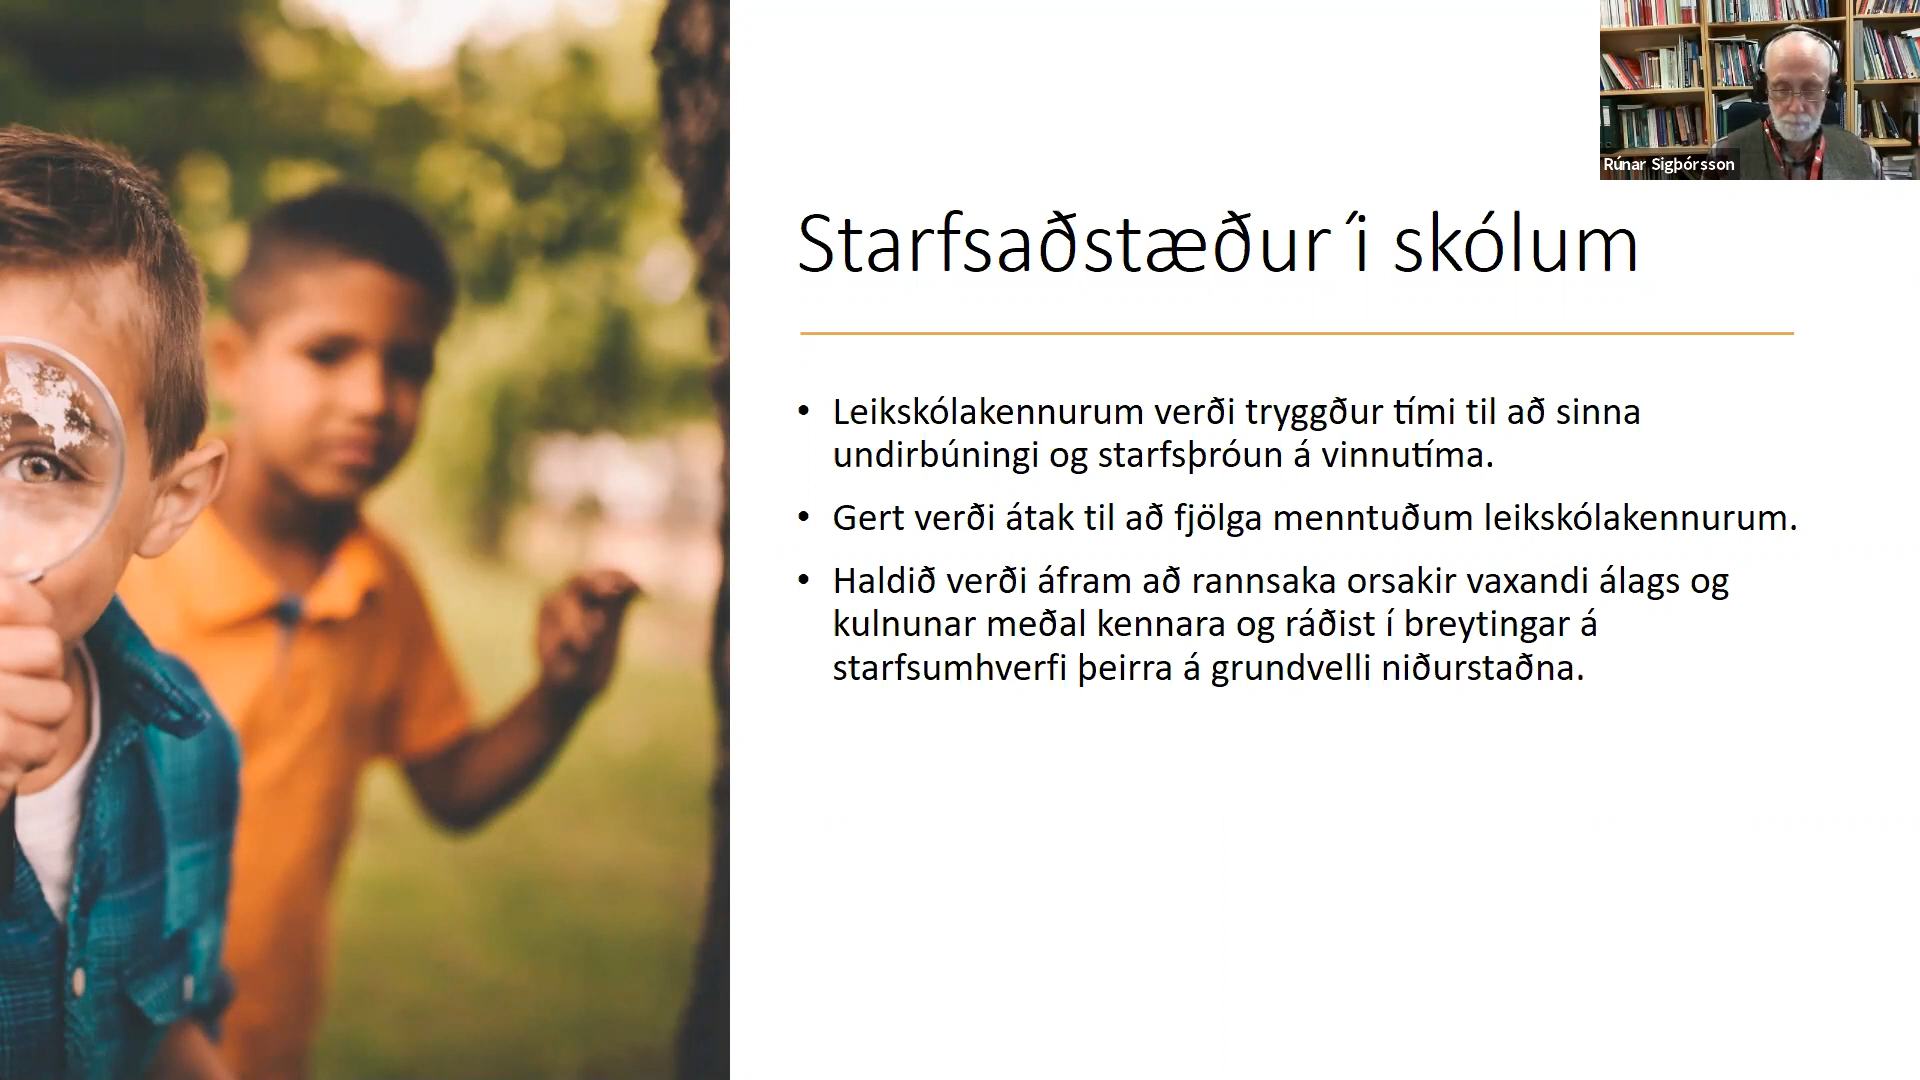 Rúnar Sigþórsson
Starfsaðstæður ́i skólum
• Leikskólakennurum verði tryggður tími til að sinna
undirbúningi og starfsþróun á vinnutíma.
• Gert verði átak til að fjölga menntuðum leikskólakennurum.
• Haldið verði áfram að rannsaka orsakir vaxandi álags og
kulnunar meðal kennara og ráðist í breytingar á
starfsumhverfi þeirra á grundvelli niðurstaðna.